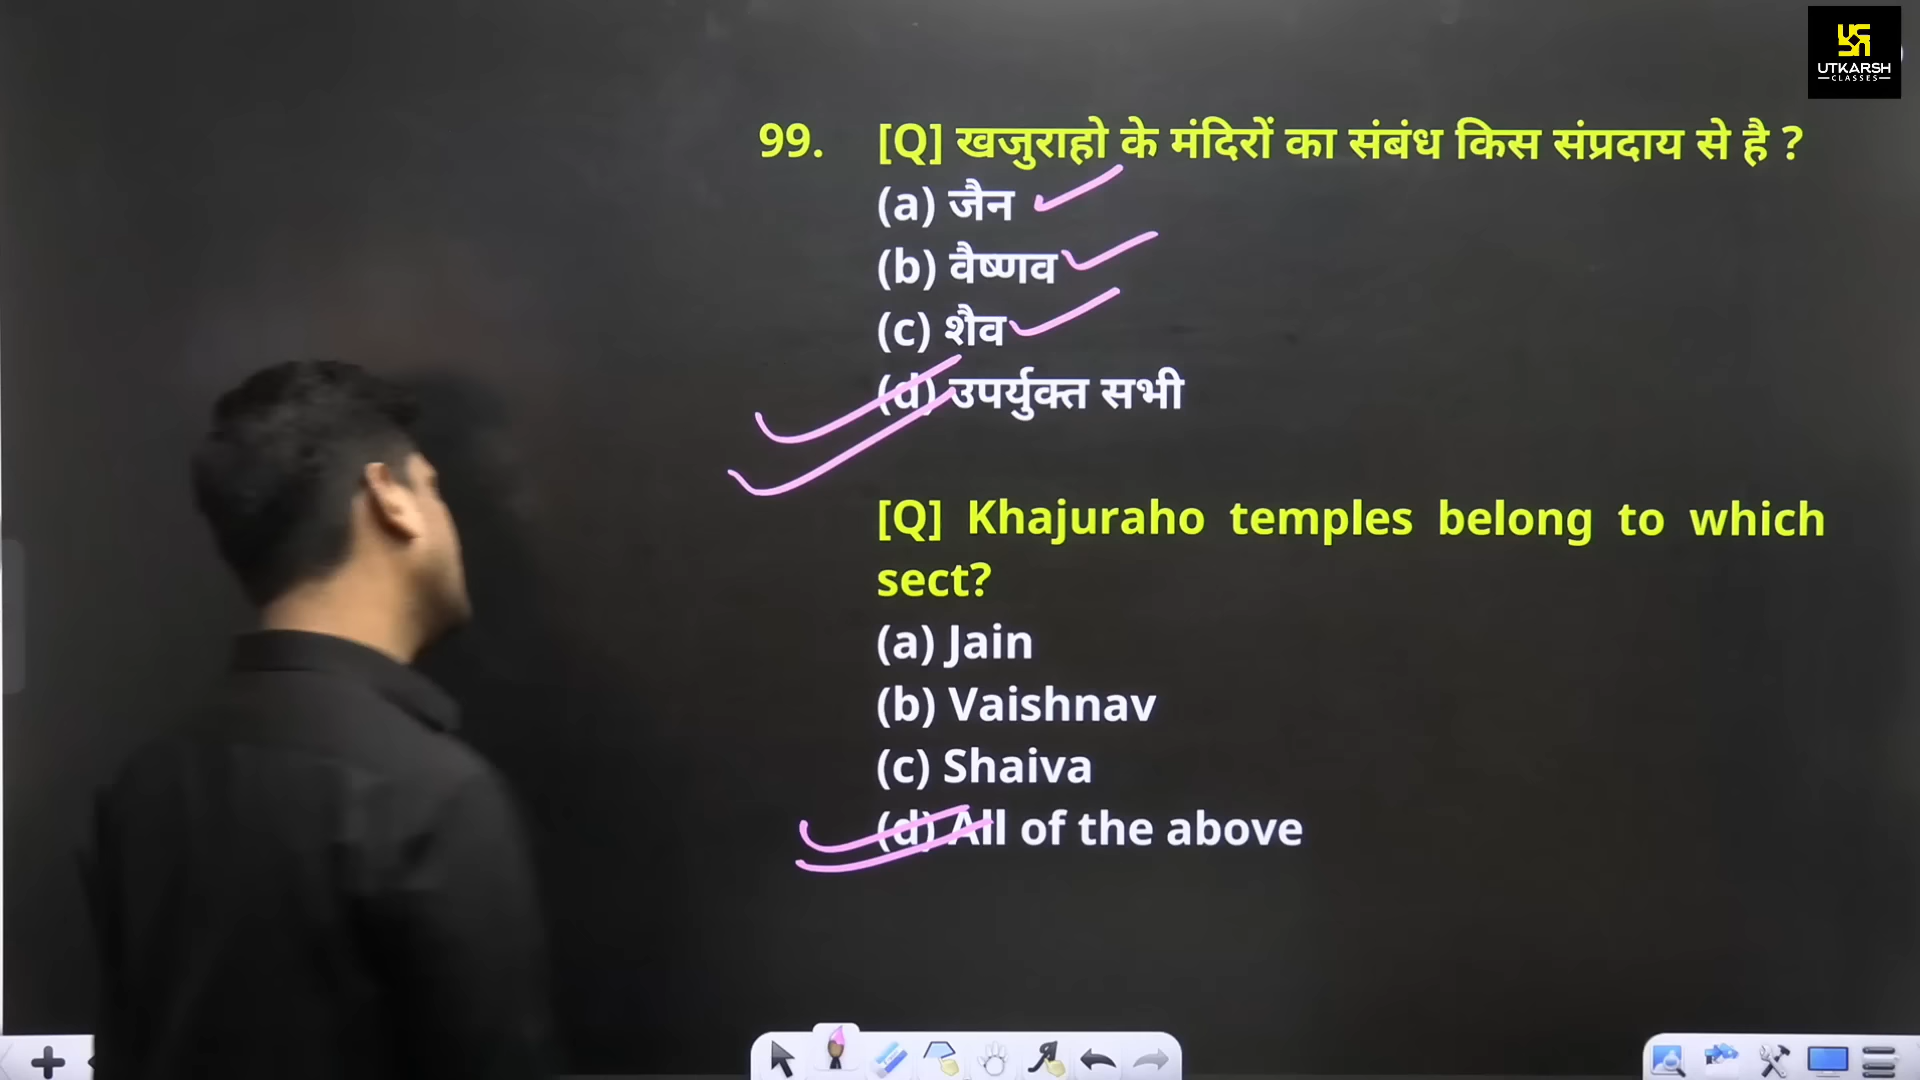 UTKARSH
CLASSES
99. [Q] खजुराहो के मंदिरों का संबंध किस संप्रदाय से है ?
(a) जैन
(b) वैष्णव
(c) शैव
(d) उपर्युक्त सभी
[Q] Khajuraho temples belong to which
sect?
(a) Jain
(b) Vaishnav
(c) Shaiva
(d) All of the above